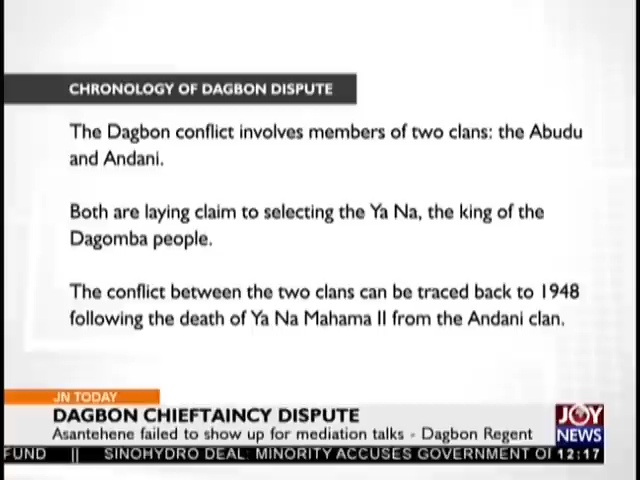 CHRONOLOGY OF DAGBON DISPUTE
The Dagbon conflict involves members of two clans: the Abudu
and Andani.
Both are laying claim to selecting the Ya Na, the king of the
Dagomba people.
The conflict between the two clans can be traced back to 1948
following the death of Ya Na Mahama II from the Andani clan.
JN TODAY
DAGBON CHIEFTAINCY DISPUTE
Asantehene failed to show up for mediation talks - Dagbon Regent
JOY
NEWS
FUND || SINOHYDRO DEAL: MINORITY ACCUSES GOVERNMENT
12:17